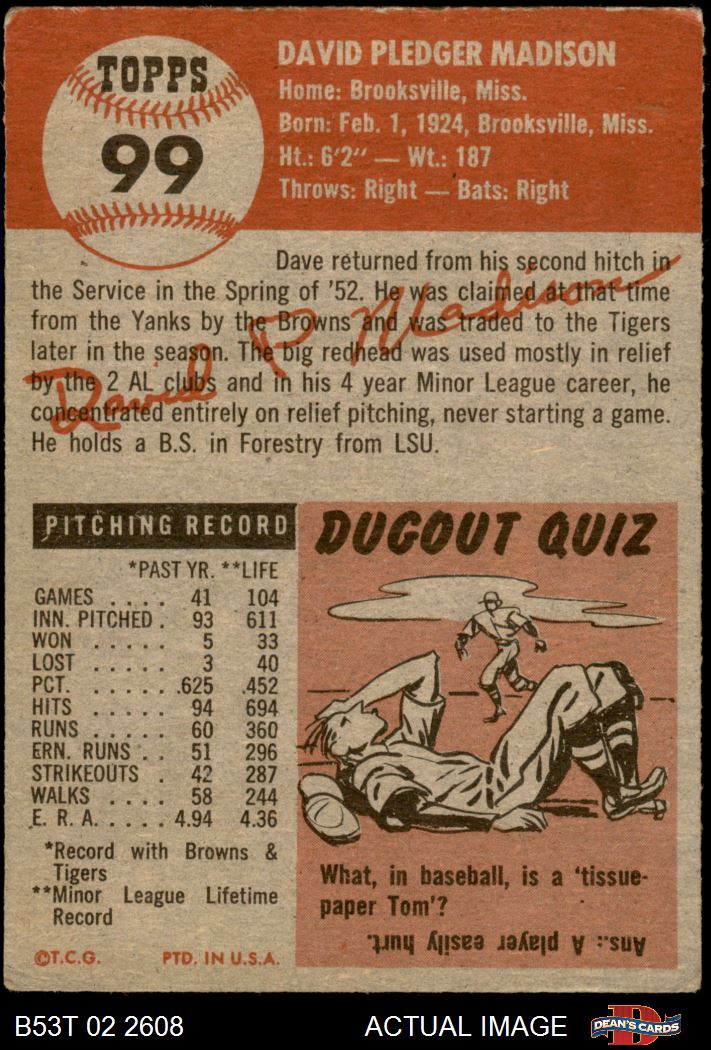 TOPPS
99
DAVID PLEDGER MADISON
Home: Brooksville, Miss.
Born: Feb. 1, 1924, Brooksville, Miss.
Ht.: 6'2" — Wt.: 187
Throws: Right — Bats: Right
Dave returned from his second hitch in
the Service in the Spring of '52. He was claimed at that time
from the Yanks by the Browns and was traded to the Tigers
later in the season. The big redhead was used mostly in relief
by the 2 AL clubs and in his 4 year Minor League career, he
concentrated entirely on relief pitching, never starting a game.
He holds a B.S. in Forestry from LSU.
David P Madison
PITCHING RECORD
*PAST YR. **LIFE
GAMES . . . . 41 104
INN. PITCHED . 93 611
WON . . . . . 5 33
LOST . . . . . 3 40
PCT. . . . . . .625 .452
HITS . . . . . 94 694
RUNS . . . . . 60 360
ERN. RUNS . . 51 296
STRIKEOUTS . 42 287
WALKS . . . . 58 244
E. R. A. . . . . . 4.94 4.36
*Record with Browns &
Tigers
**Minor League Lifetime
Record
©T.C.G. PTD. IN U.S.A.
DUGOUT QUIZ
What, in baseball, is a 'tissue-
paper Tom'?
Ans.: A player easily hurt.
B53T 02 2608 ACTUAL IMAGE
D
DEAN'S CARDS